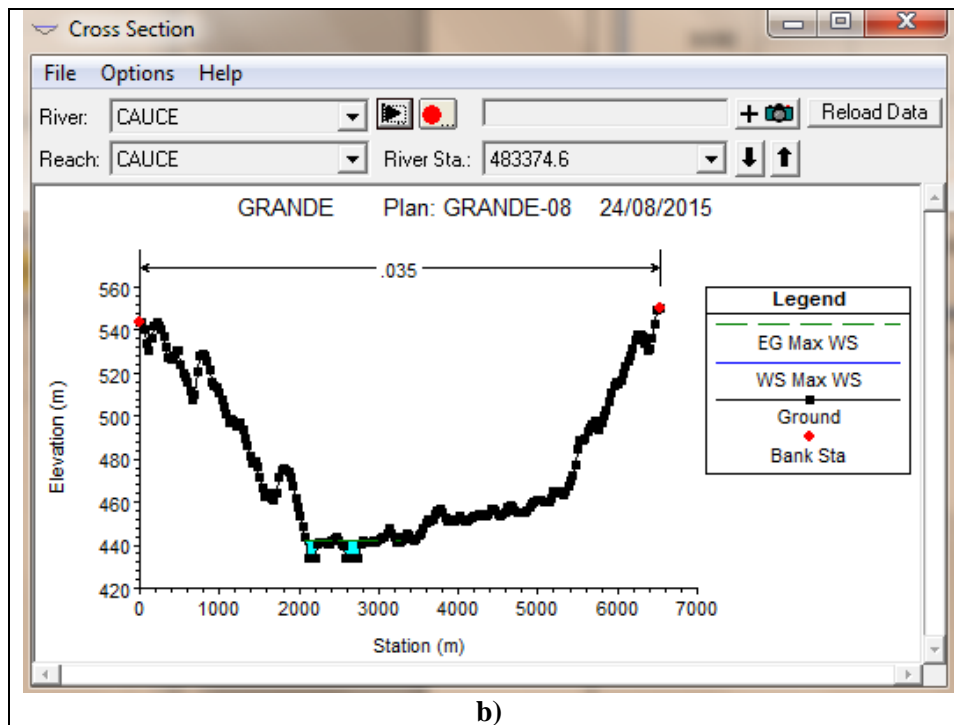 Cross Section
File Options Help
River: CAUCE Reload Data
Reach: CAUCE River Sta.: 483374.6
GRANDE Plan: GRANDE-08 24/08/2015
.035
560
540
520
500
480
460
440
420
Elevation (m)
0 1000 2000 3000 4000 5000 6000 7000
Station (m)
Legend
EG Max WS
WS Max WS
Ground
Bank Sta
b)